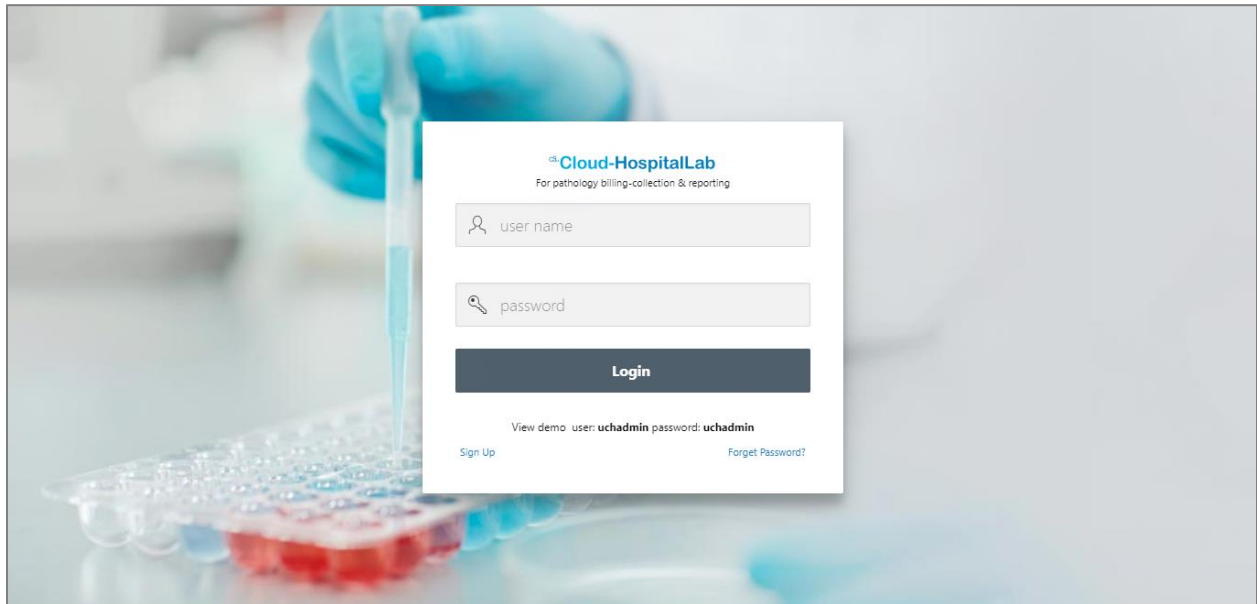 cs.Cloud-HospitalLab
For pathology billing-collection & reporting
user name
password
Login
View demo user: uchadmin password: uchadmin
Sign Up Forget Password?